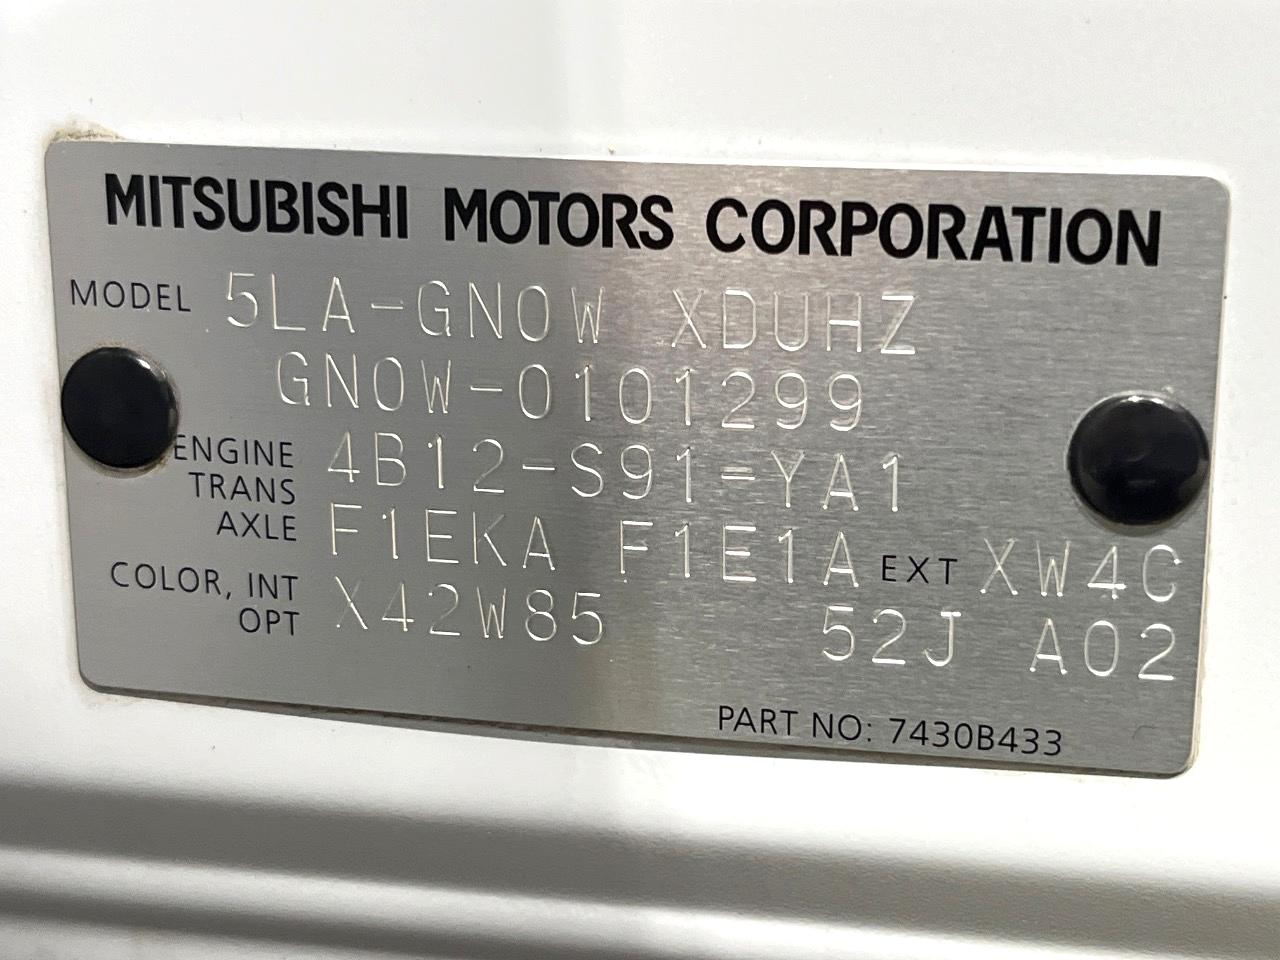 MITSUBISHI MOTORS CORPORATION
MODEL 5LA-GN0W XDUHZ
GN0W-0101299
ENGINE 4B12-S91-YA1
TRANS
AXLE F1EKA F1E1A EXT XW4C
COLOR, INT X42W85 52J A02
OPT
PART NO: 7430B433